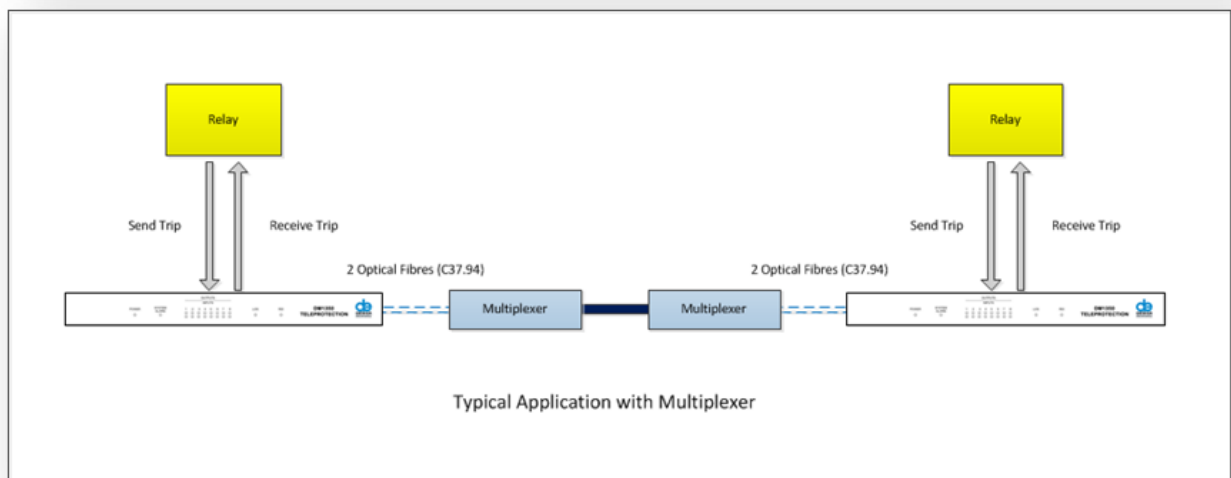 Relay
Relay
Send Trip
Receive Trip
Send Trip
Receive Trip
2 Optical Fibres (C37.94)
2 Optical Fibres (C37.94)
TELEPROTECTION
Multiplexer
Multiplexer
TELEPROTECTION
Typical Application with Multiplexer